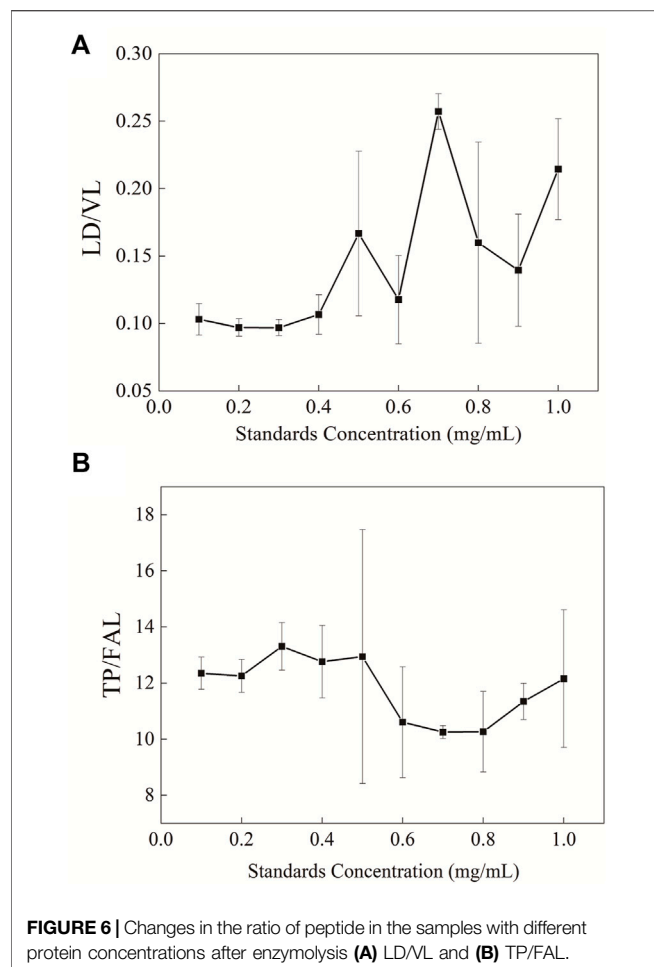 A
0.30
0.25
0.20
0.15
0.10
0.05
LD/VL
0.0 0.2 0.4 0.6 0.8 1.0
Standards Concentration (mg/mL)
B
18
16
14
12
10
8
TP/FAL
0.0 0.2 0.4 0.6 0.8 1.0
Standards Concentration (mg/mL)
FIGURE 6 | Changes in the ratio of peptide in the samples with different
protein concentrations after enzymolysis (A) LD/VL and (B) TP/FAL.